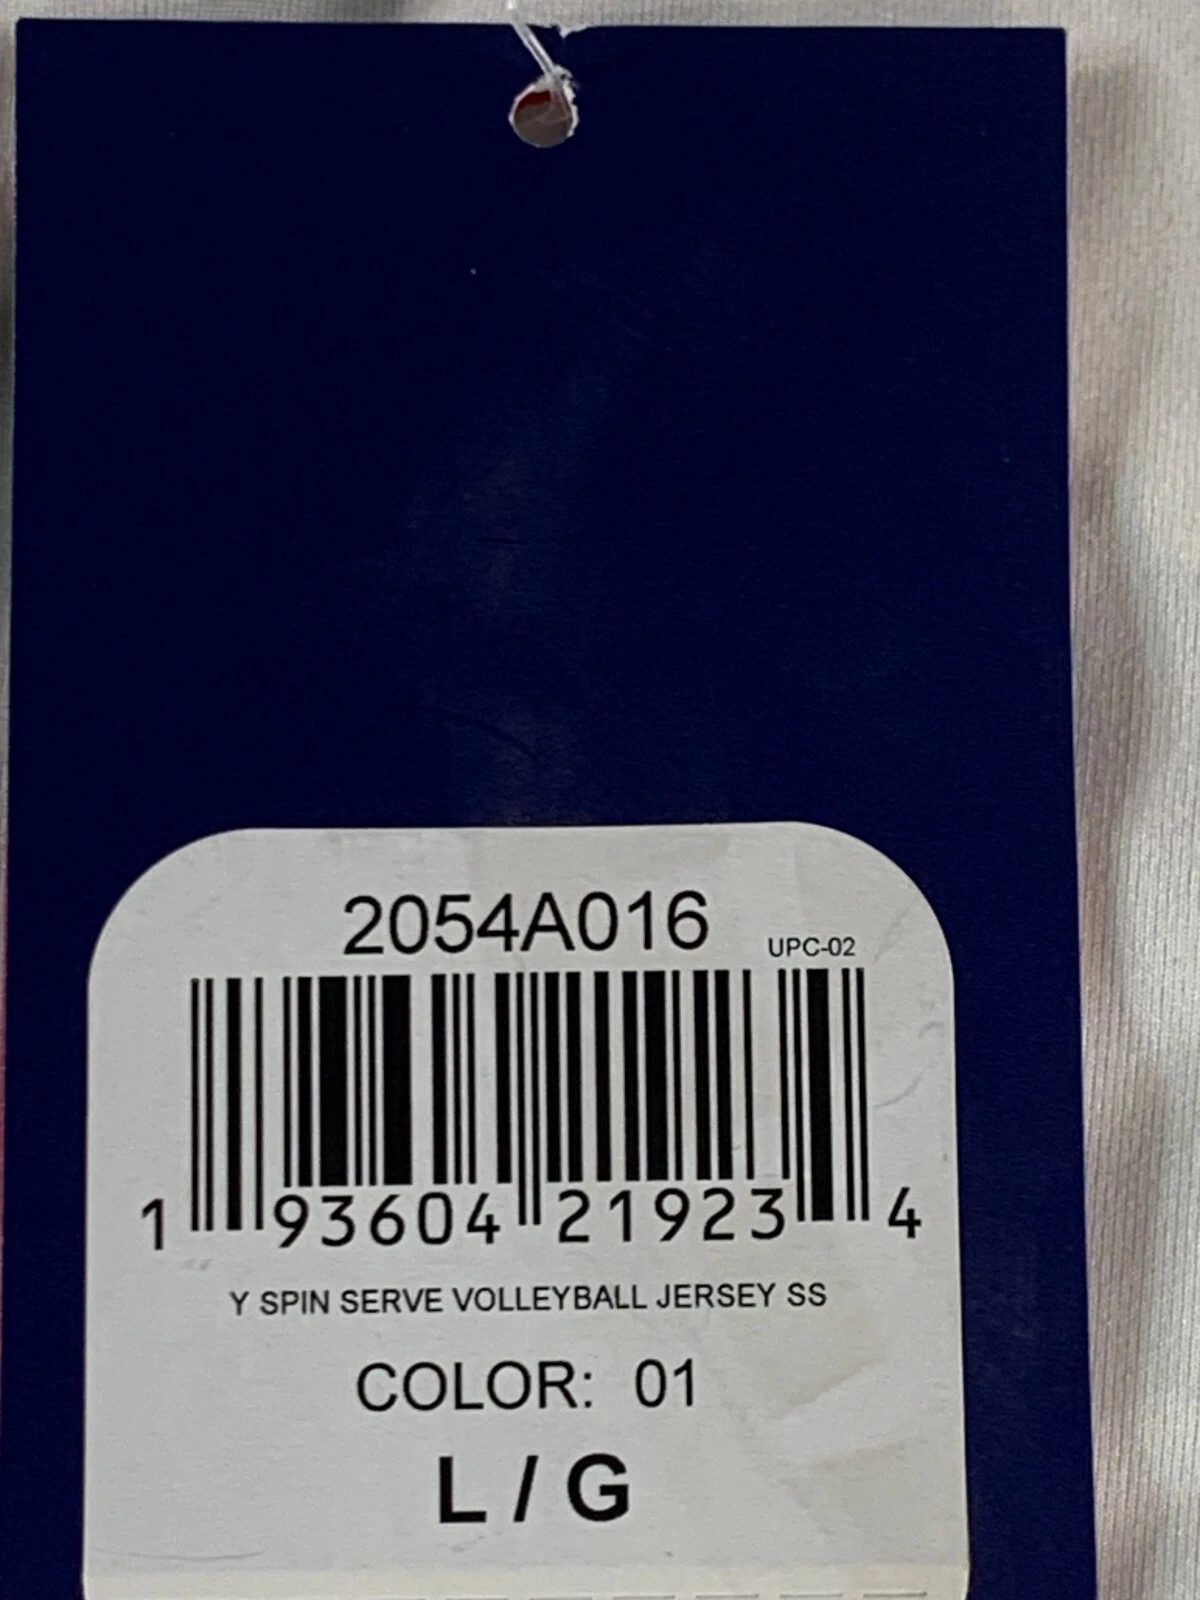 2054A016
UPC-02
1 93604 21923 4
Y SPIN SERVE VOLLEYBALL JERSEY SS
COLOR: 01
L / G